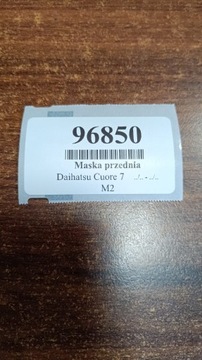 96850
Maska przednia
Daihatsu Cuore 7 ./.. - ./..
M2